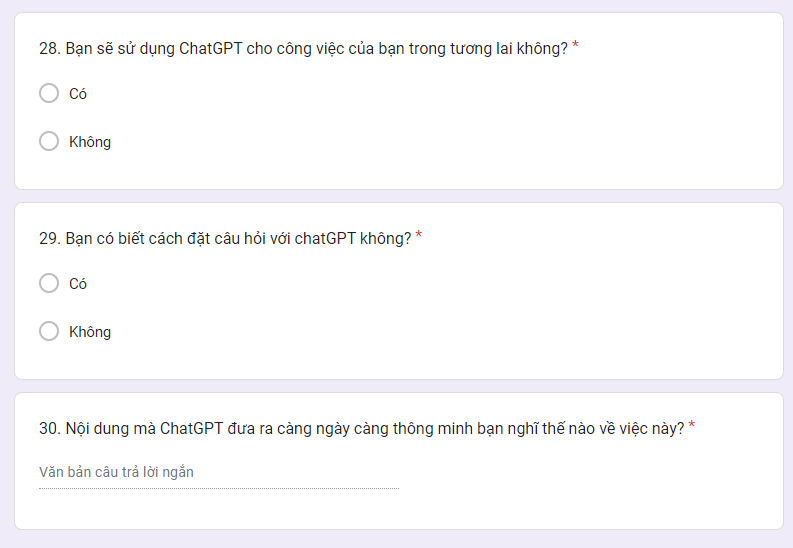 28. Bạn sẽ sử dụng ChatGPT cho công việc của bạn trong tương lai không? *
Có
Không
29. Bạn có biết cách đặt câu hỏi với chatGPT không? *
Có
Không
30. Nội dung mà ChatGPT đưa ra càng ngày càng thông minh bạn nghĩ thế nào về việc này? *
Văn bản câu trả lời ngắn